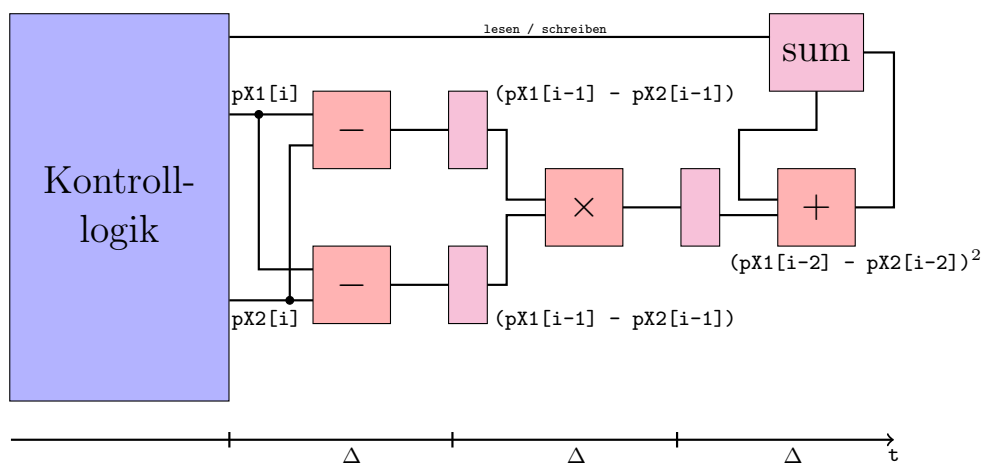 lesen / schreiben
sum
pX1[i]
(pX1[i-1] - pX2[i-1])
−
Kontroll-
logik
×
+
(pX1[i-2] - pX2[i-2])²
−
pX2[i]
(pX1[i-1] - pX2[i-1])
Δ
Δ
Δ
t